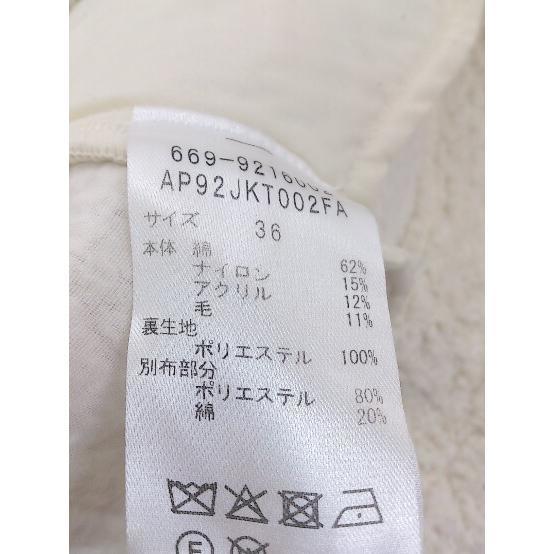 669-9216002
AP92JKT002FA
サイズ 36
本体 綿 62%
ナイロン 15%
アクリル 12%
毛 11%
裏生地
ポリエステル 100%
別布部分
ポリエステル 80%
綿 20%
F